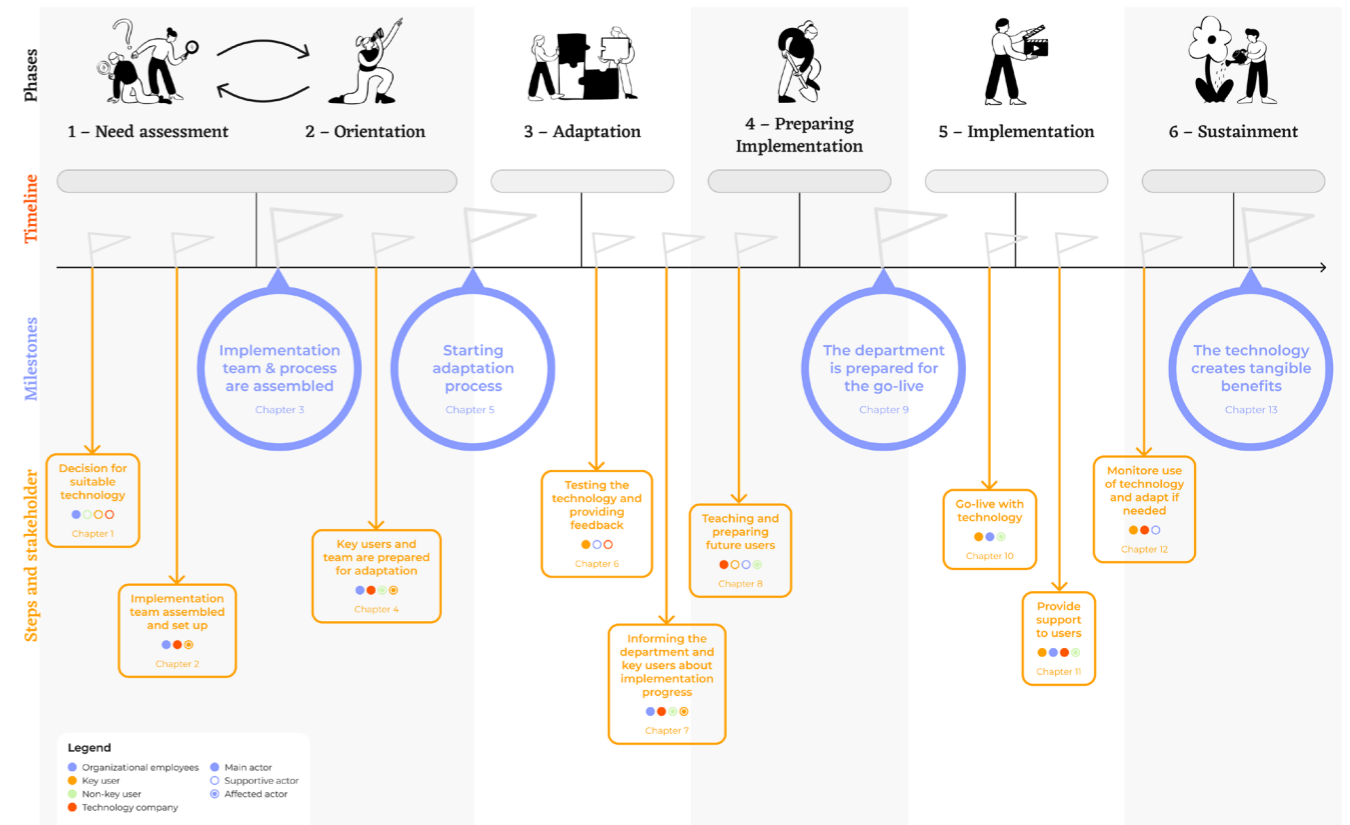 Phases
1 – Need assessment
2 – Orientation
3 – Adaptation
4 – Preparing
Implementation
5 – Implementation
6 – Sustainment
Timeline
Milestones
Implementation
team & process
are assembled
Chapter 3
Starting
adaptation
process
Chapter 5
The department
is prepared for
the go-live
Chapter 9
The technology
creates tangible
benefits
Chapter 13
Steps and stakeholder
Decision for
suitable
technology
Chapter 1
Implementation
team assembled
and set up
Chapter 2
Key users and
team are prepared
for adaptation
Chapter 4
Testing the
technology and
providing
feedback
Chapter 6
Informing the
department and
key users about
implementation
progress
Chapter 7
Teaching and
preparing
future users
Chapter 8
Go-live with
technology
Chapter 10
Provide
support
to users
Chapter 11
Monitore use
of technology
and adapt if
needed
Chapter 12
Legend
Organizational employees
Key user
Non-key user
Technology company
Main actor
Supportive actor
Affected actor